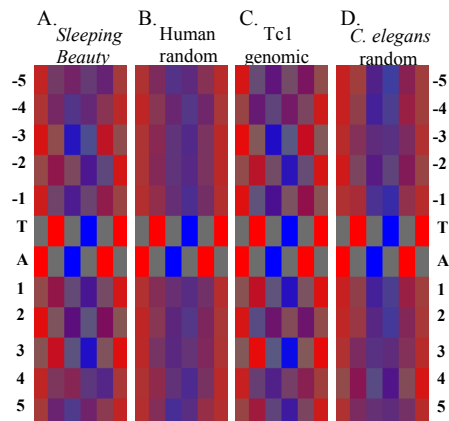 A. Sleeping Beauty
B. Human random
C. Tc1 genomic
D. C. elegans random
-5 -5
-4 -4
-3 -3
-2 -2
-1 -1
T T
A A
1 1
2 2
3 3
4 4
5 5